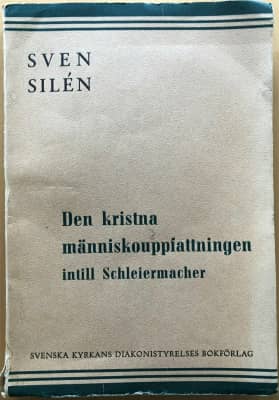 SVEN
SILÉN
Den kristna
människouppfattningen
intill Schleiermacher
SVENSKA KYRKANS DIAKONISTYRELSES BOKFÖRLAG